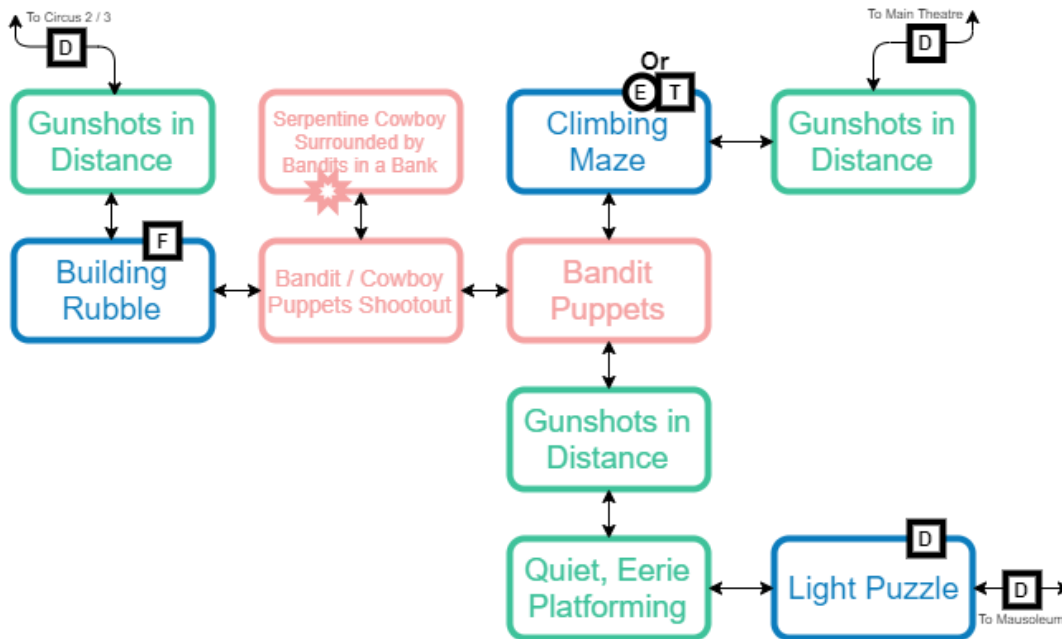 To Circus 2 / 3
D
To Main Theatre
D
Or
E T
Gunshots in
Distance
Serpentine Cowboy
Surrounded by
Bandits in a Bank
Climbing
Maze
Gunshots in
Distance
F
Building
Rubble
Bandit / Cowboy
Puppets Shootout
Bandit
Puppets
Gunshots in
Distance
Quiet, Eerie
Platforming
D
Light Puzzle
D
To Mausoleum